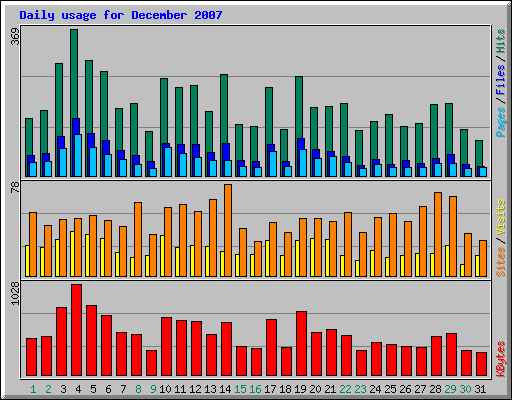 Daily usage for December 2007
369
Pages / Files / Hits
78
Sites / Visits
1028
KBytes
1 2 3 4 5 6 7 8 9 10 11 12 13 14 15 16 17 18 19 20 21 22 23 24 25 26 27 28 29 30 31